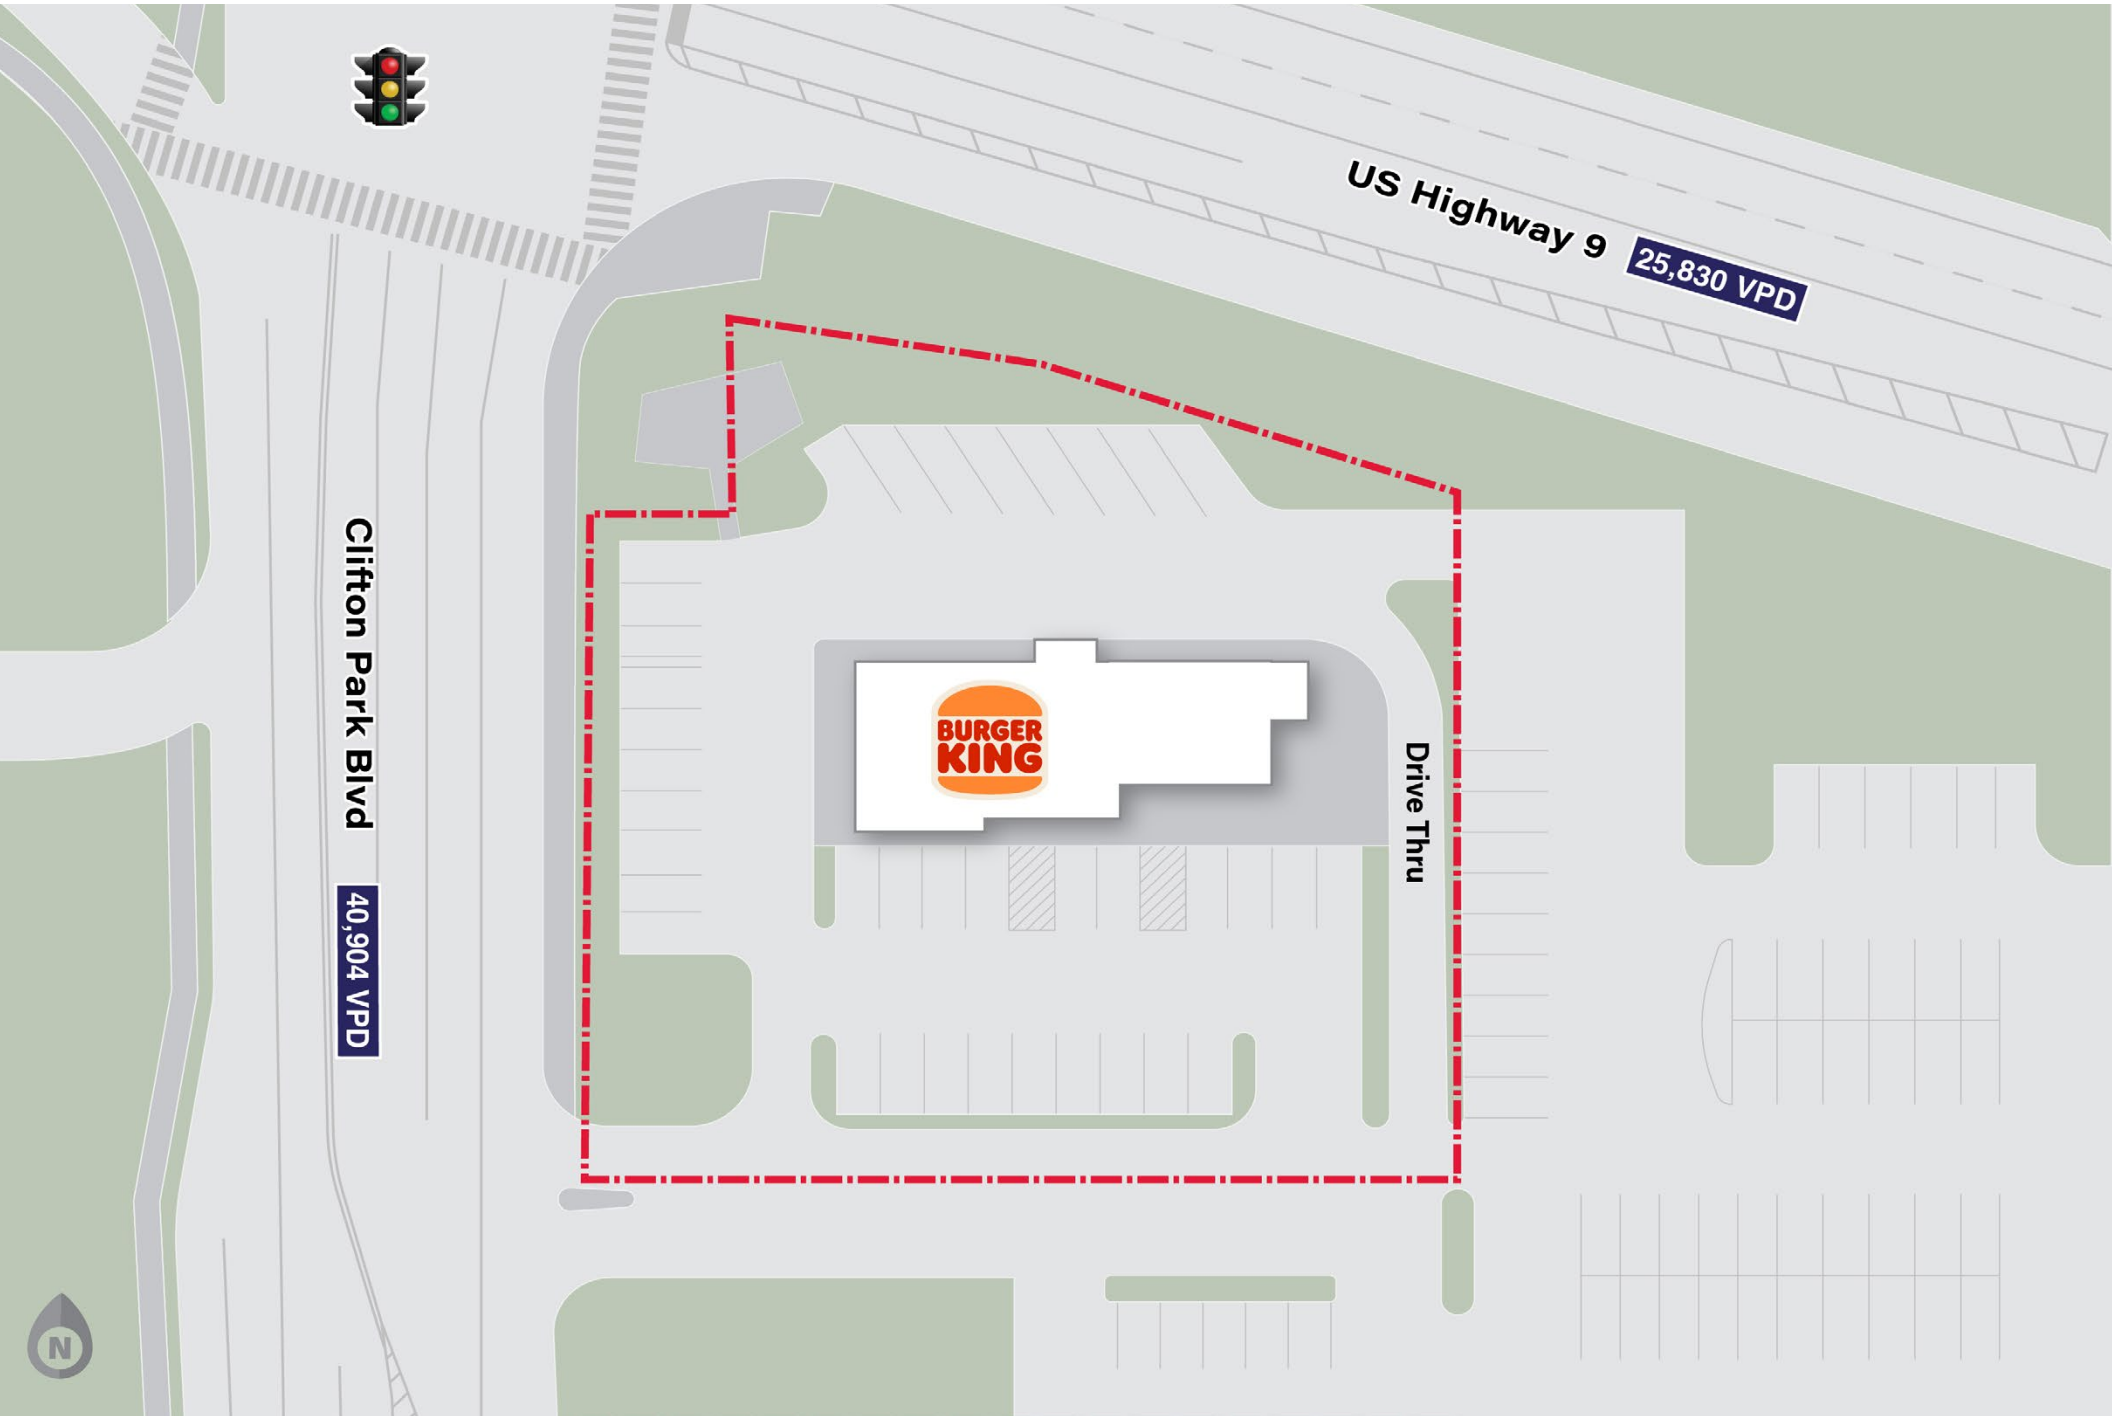 US Highway 9
25,830 VPD
Clifton Park Blvd
40,904 VPD
BURGER
KING
Drive Thru
N